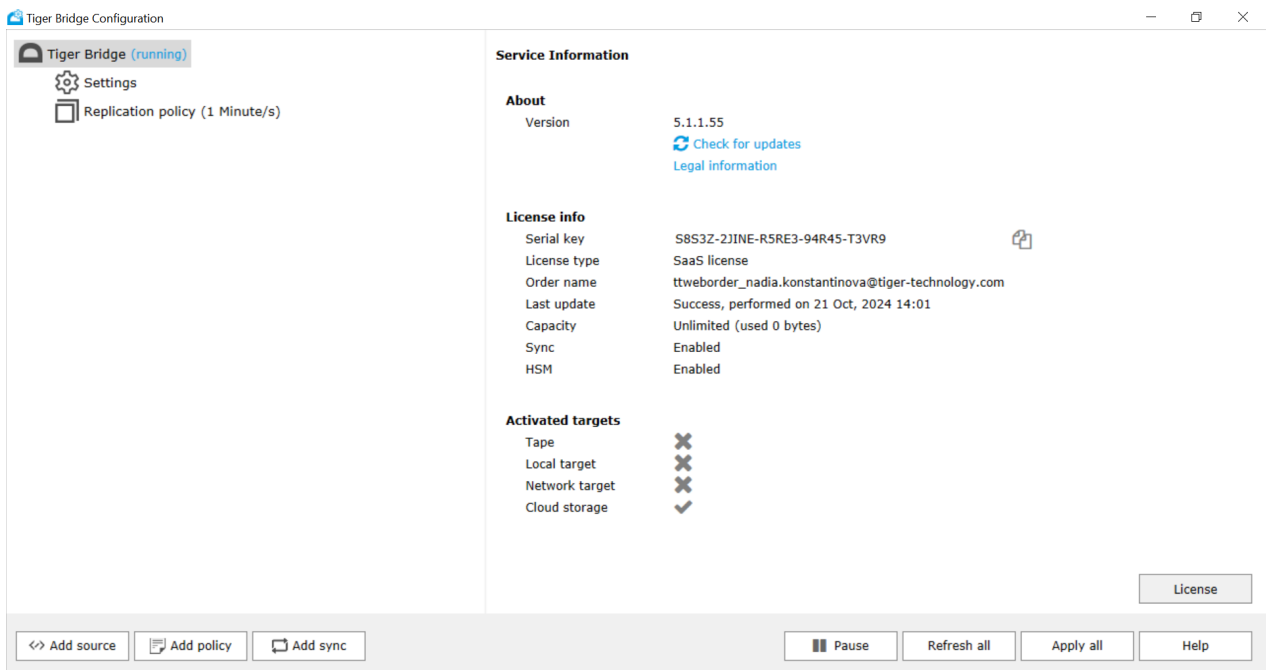 Tiger Bridge Configuration
Tiger Bridge (running)
Settings
Replication policy (1 Minute/s)
Service Information
About
Version 5.1.1.55
Check for updates
Legal information
License info
Serial key S8S3Z-2JINE-R5RE3-94R45-T3VR9
License type SaaS license
Order name ttweborder_nadia.konstantinova@tiger-technology.com
Last update Success, performed on 21 Oct, 2024 14:01
Capacity Unlimited (used 0 bytes)
Sync Enabled
HSM Enabled
Activated targets
Tape
Local target
Network target
Cloud storage
License
Add source Add policy Add sync Pause Refresh all Apply all Help